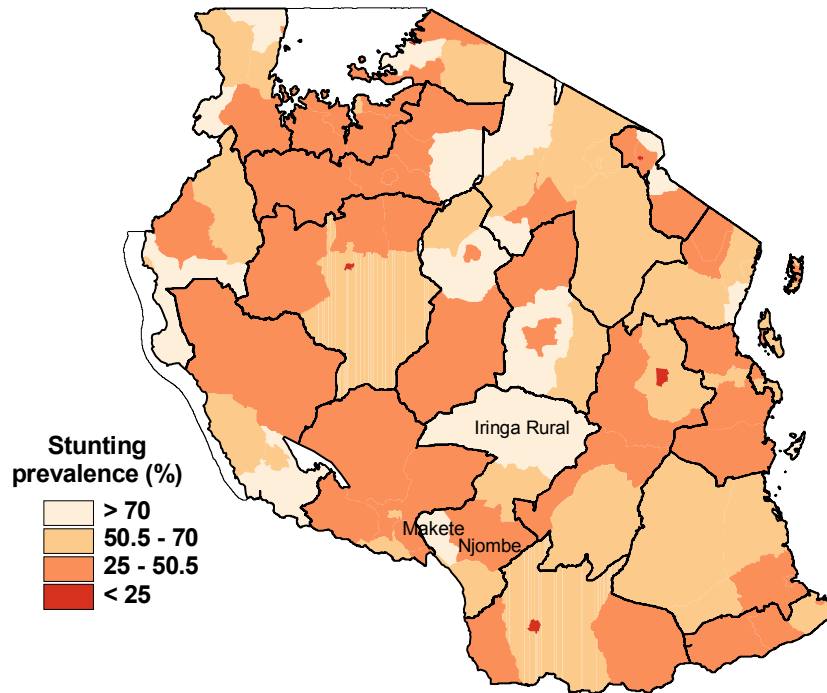 Iringa Rural
Makete
Njombe
Stunting
prevalence (%)
> 70
50.5 - 70
25 - 50.5
< 25